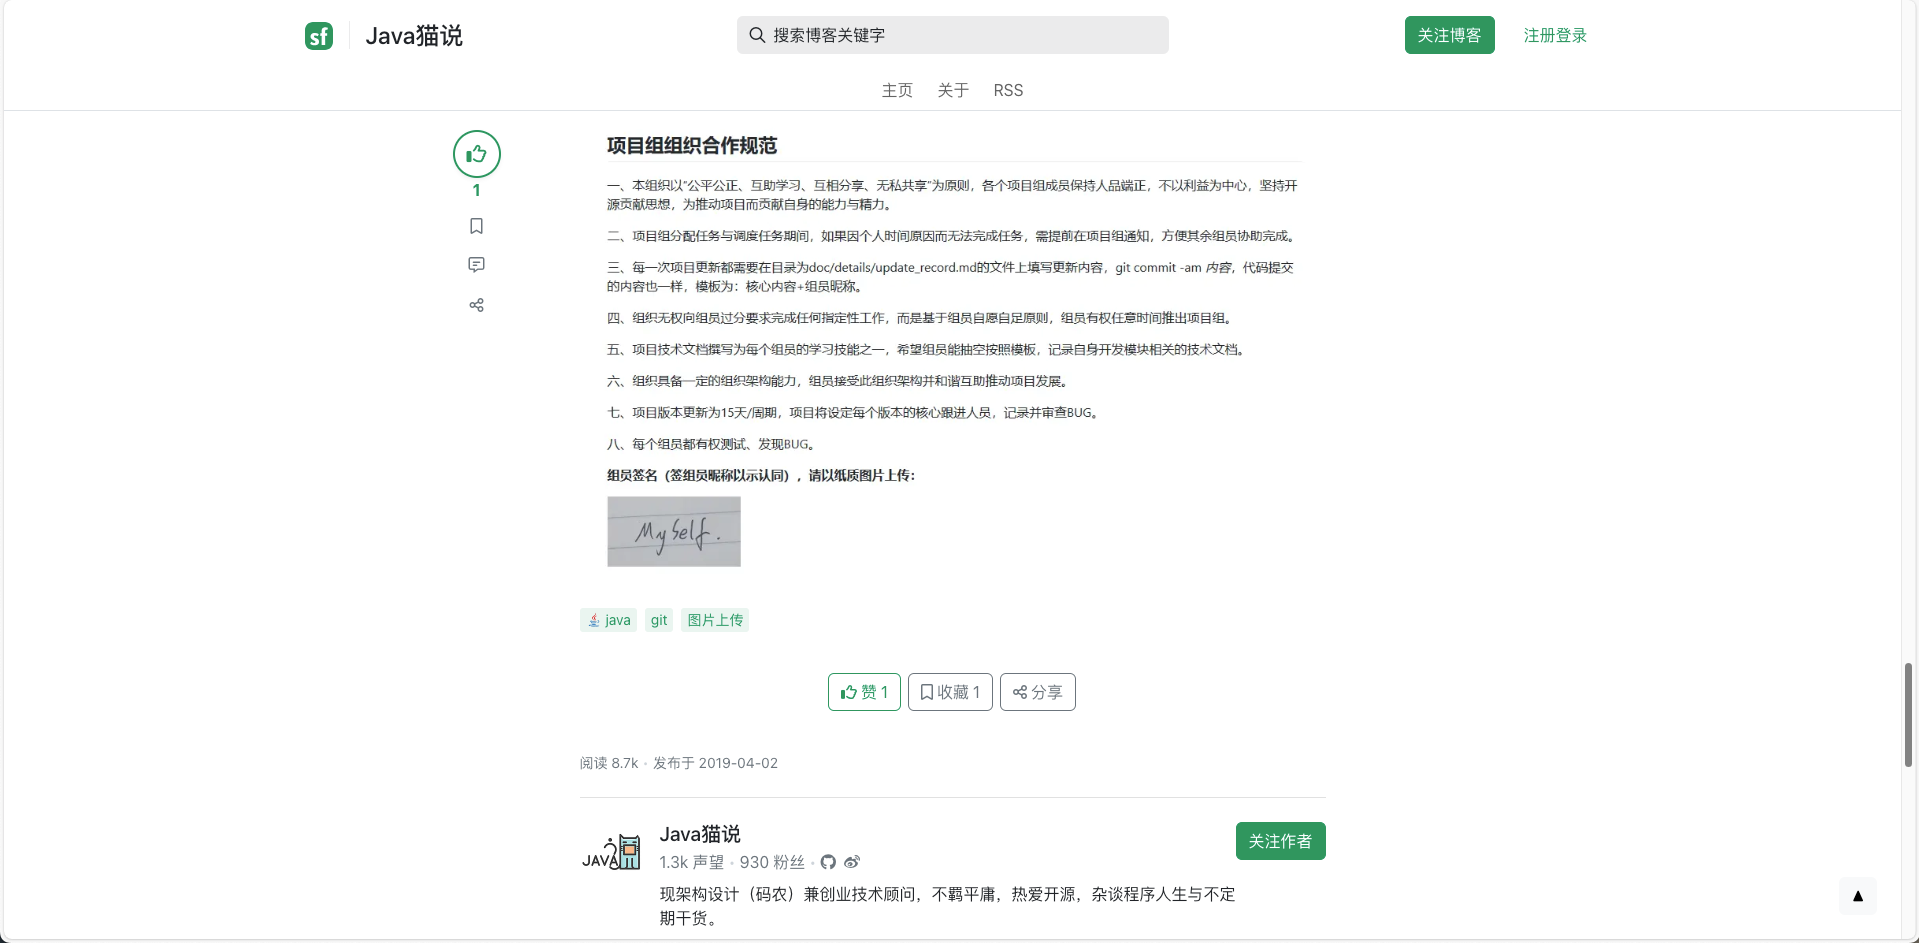 sf
Java猫说
搜索博客关键字
关注博客
注册登录
主页 关于 RSS
1
项目组组织合作规范
一、本组织以“公平公正、互助学习、互相分享、无私共享”为原则，各个项目组成员保持人品端正，不以利益为中心，坚持开
源贡献思想，为推动项目而贡献自身的能力与精力。
二、项目组分配任务与调度任务期间，如果因个人时间原因而无法完成任务，需提前在项目组通知，方便其余组员协助完成。
三、每一次项目更新都需要在目录为doc/details/update_record.md的文件上填写更新内容，git commit -am 内容，代码提交
的内容也一样，模板为：核心内容+组员昵称。
四、组织无权向组员过分要求完成任何指定性工作，而是基于组员自愿自足原则，组员有权任意时间推出项目组。
五、项目技术文档撰写为每个组员的学习技能之一，希望组员能抽空按照模板，记录自身开发模块相关的技术文档。
六、组织具备一定的组织架构能力，组员接受此组织架构并和谐互助推动项目发展。
七、项目版本更新为15天/周期，项目将设定每个版本的核心跟进人员，记录并审查BUG。
八、每个组员都有权测试、发现BUG。
组员签名（签组员昵称以示认同），请以纸质图片上传：
Myself.
java git 图片上传
赞 1 收藏 1 分享
阅读 8.7k · 发布于 2019-04-02
JAVA
Java猫说
关注作者
1.3k 声望 · 930 粉丝 ·
现架构设计（码农）兼创业技术顾问，不羁平庸，热爱开源，杂谈程序人生与不定
期干货。